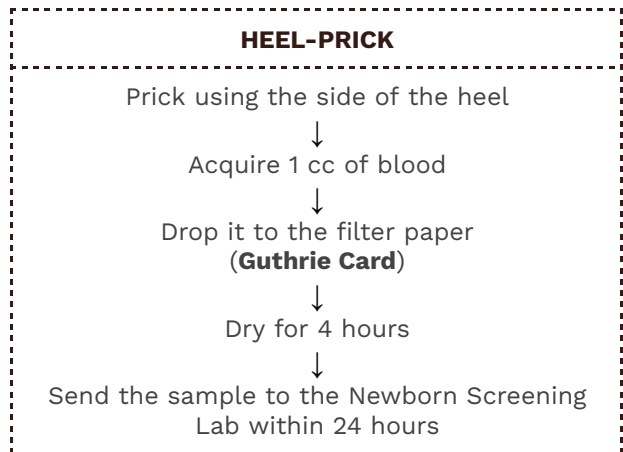 HEEL-PRICK
Prick using the side of the heel
↓
Acquire 1 cc of blood
↓
Drop it to the filter paper
(Guthrie Card)
↓
Dry for 4 hours
↓
Send the sample to the Newborn Screening
Lab within 24 hours